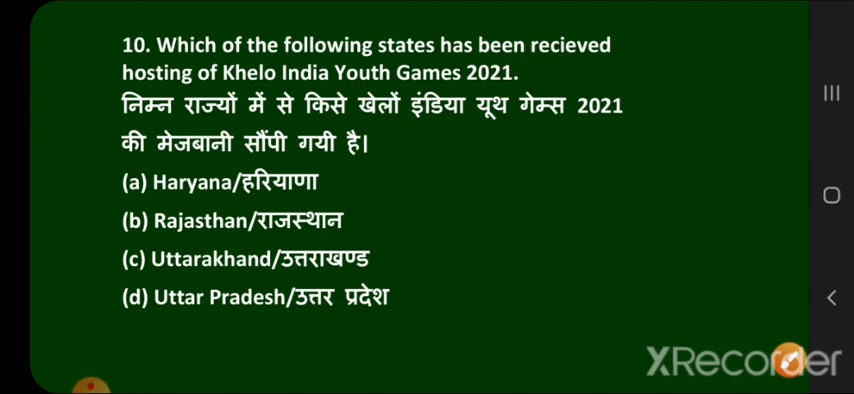 10. Which of the following states has been recieved
hosting of Khelo India Youth Games 2021.
निम्न राज्यों में से किसे खेलों इंडिया यूथ गेम्स 2021
की मेजबानी सौंपी गयी है।
(a) Haryana/हरियाणा
(b) Rajasthan/राजस्थान
(c) Uttarakhand/उत्तराखण्ड
(d) Uttar Pradesh/उत्तर प्रदेश
XRecorder